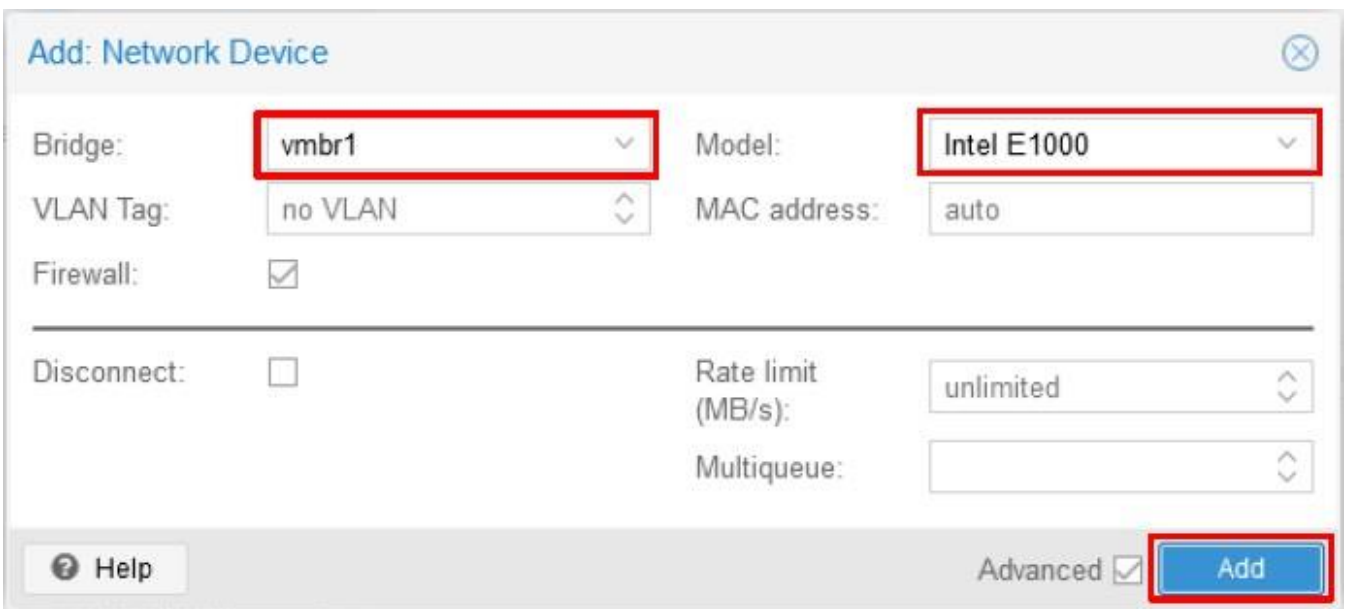 Add: Network Device
Bridge: vmbr1 Model: Intel E1000
VLAN Tag: no VLAN MAC address: auto
Firewall:
Disconnect: Rate limit
(MB/s): unlimited
Multiqueue:
Help Advanced Add